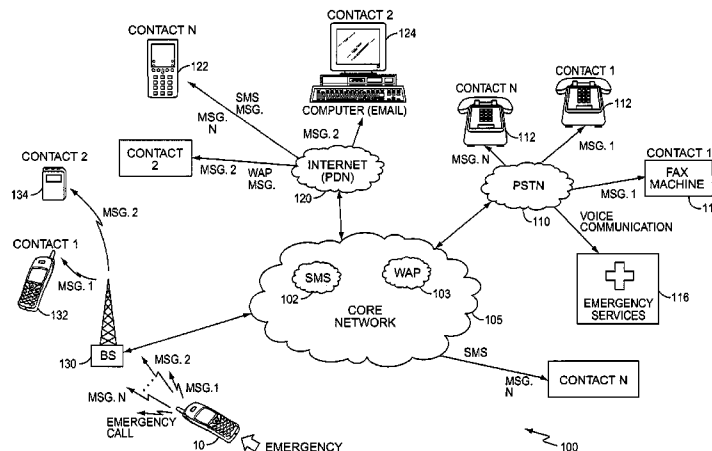 CONTACT N
122
CONTACT 2
124
COMPUTER (EMAIL)
SMS
MSG.
MSG.
N
MSG. 2
CONTACT 2
MSG. 2
WAP
MSG.
INTERNET
(PDN)
120
CONTACT N
112
CONTACT 1
112
MSG. N
MSG. 1
PSTN
110
CONTACT 1
FAX
MACHINE
MSG. 1
11
VOICE
COMMUNICATION
EMERGENCY
SERVICES
116
CONTACT 2
134
MSG. 2
CONTACT 1
MSG. 1
132
SMS
102
WAP
103
CORE
NETWORK
105
BS
130
MSG. 2
MSG. 1
MSG. N
EMERGENCY
CALL
10
EMERGENCY
SMS
MSG.
N
CONTACT N
100